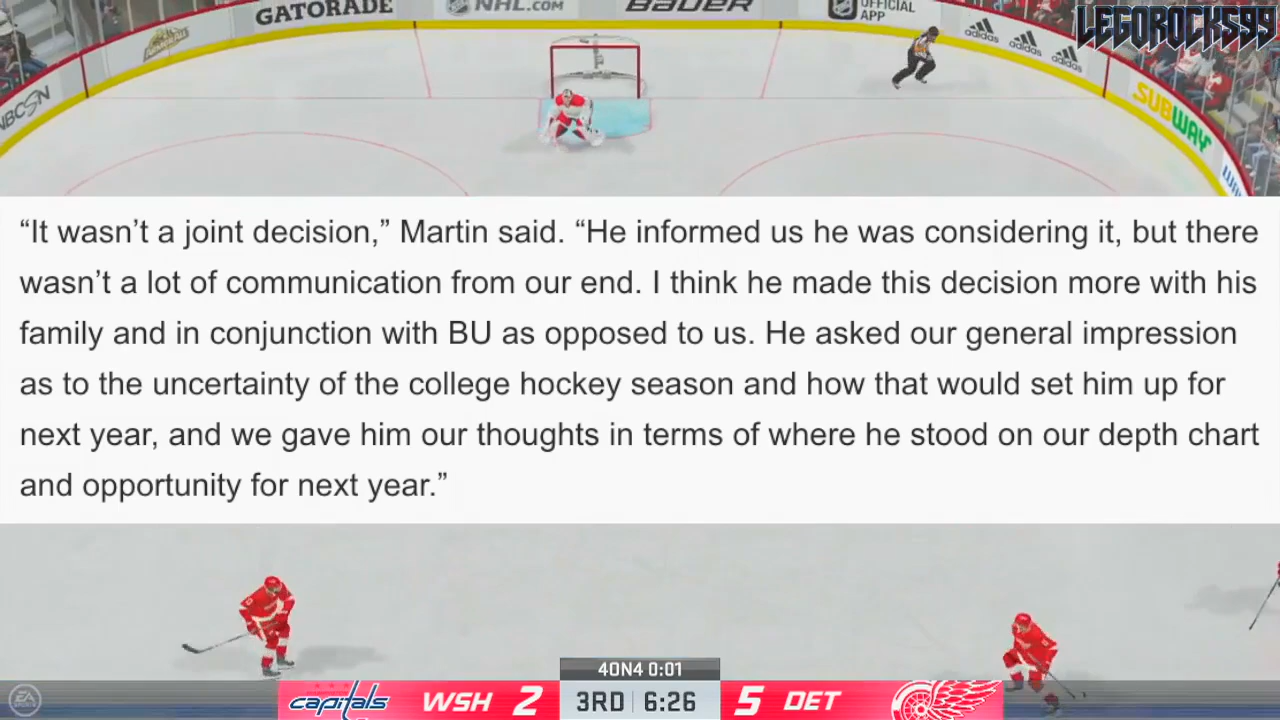 GATORADE
NHL.COM
BAUER
OFFICIAL
APP
adidas
adidas
adidas
LEGOROCKS99
NBCSN
SUBWAY
“It wasn’t a joint decision,” Martin said. “He informed us he was considering it, but there
wasn’t a lot of communication from our end. I think he made this decision more with his
family and in conjunction with BU as opposed to us. He asked our general impression
as to the uncertainty of the college hockey season and how that would set him up for
next year, and we gave him our thoughts in terms of where he stood on our depth chart
and opportunity for next year.”
4ON4 0:01
capitals WSH 2 3RD 6:26 5 DET
EA